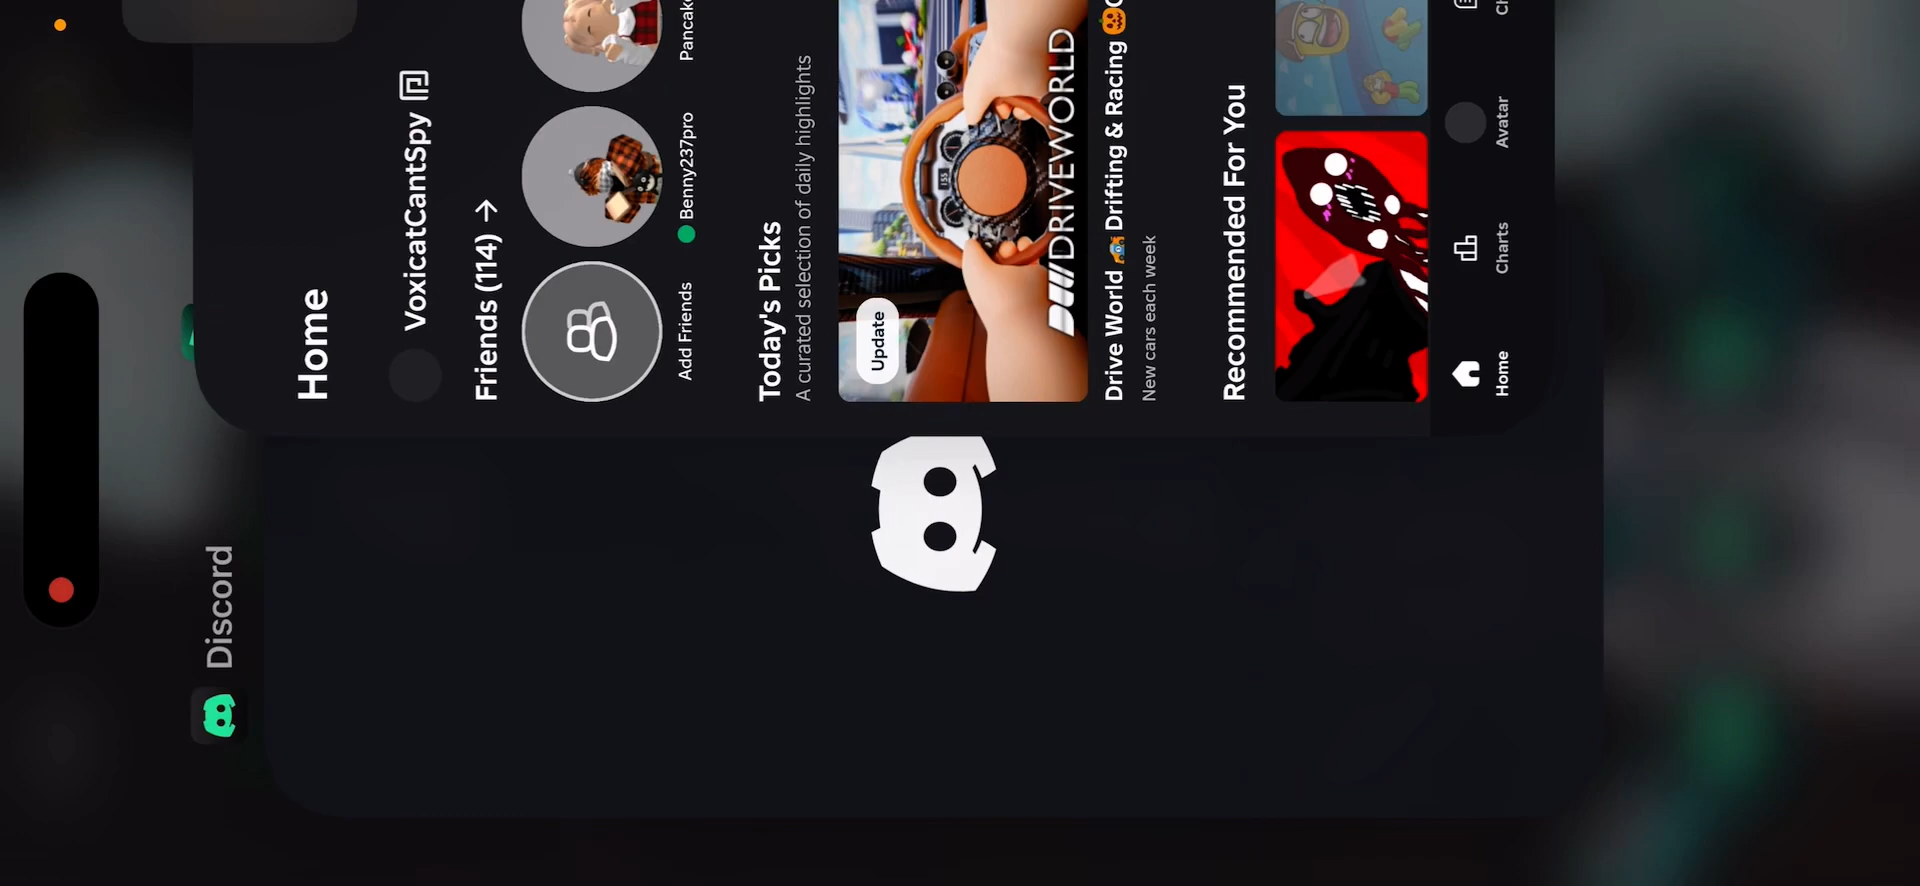 Discord
Home
VoxicatCantSpy
Friends (114) →
Add Friends
Benny237pro
Pancak
Today's Picks
A curated selection of daily highlights
Update
DRIVEWORLD
Drive World 🚗 Drifting & Racing 🎃
New cars each week
Recommended For You
Home
Charts
Avatar